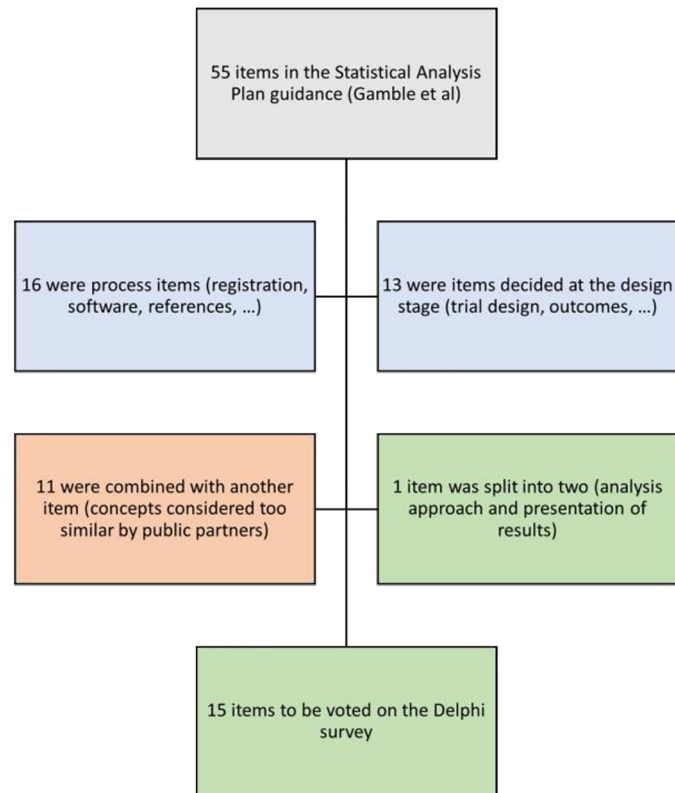 55 items in the Statistical Analysis
Plan guidance (Gamble et al)
16 were process items (registration,
software, references, …)
13 were items decided at the design
stage (trial design, outcomes, …)
11 were combined with another
item (concepts considered too
similar by public partners)
1 item was split into two (analysis
approach and presentation of
results)
15 items to be voted on the Delphi
survey